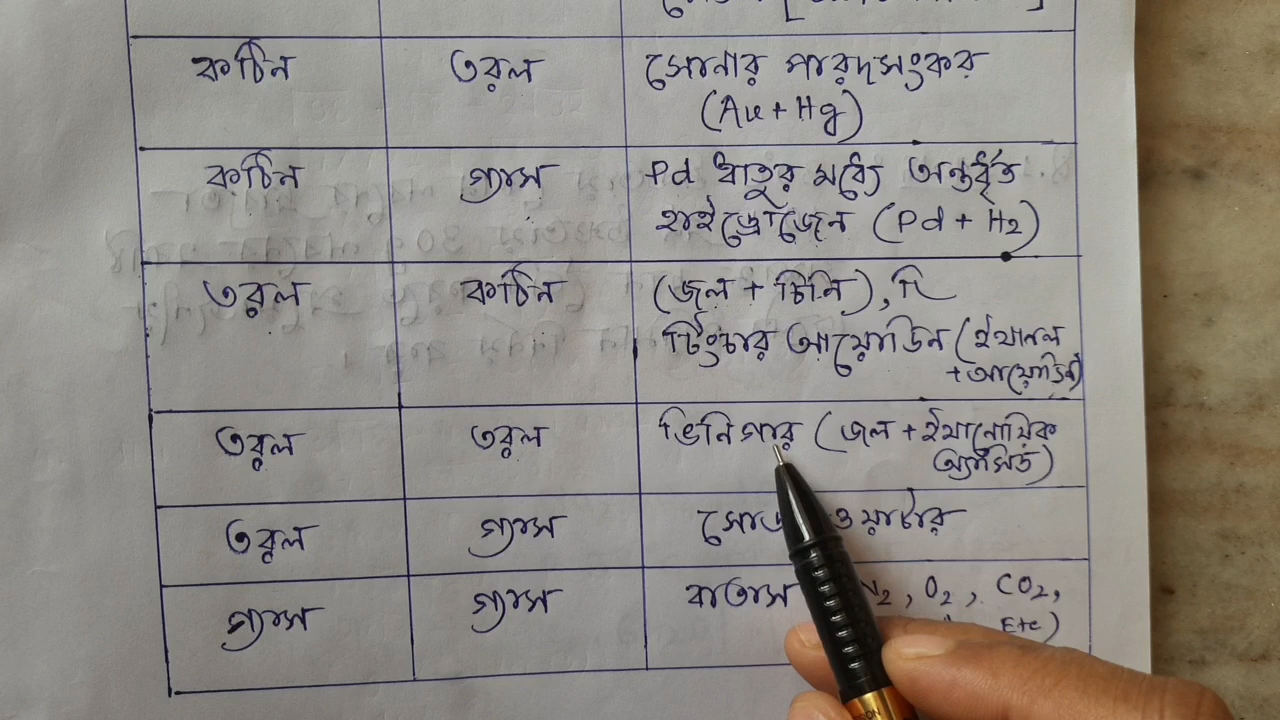 কঠিন তরল সোনার পারদসংকর
(Au + Hg)
কঠিন গ্যাস Pd ধাতুর মধ্যে অন্তর্ধৃত
হাইড্রোজেন (Pd + H2)
তরল কঠিন (জল + চিনি),
টিংচার আয়োডিন (ইথানল
+আয়োডিন)
তরল তরল ভিনিগার (জল + ইথানোয়িক
অ্যাসিড)
তরল গ্যাস ওয়াটার
গ্যাস গ্যাস বাতাস , O2, CO2,
Etc)